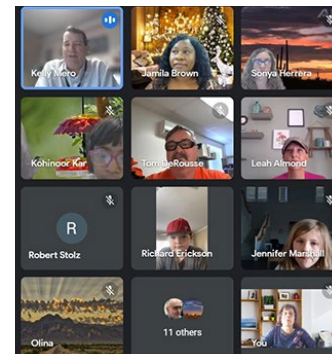 Kelly Mero
Jamila Brown
Sonya Herrera
Kohinoor Kar
Tom DeRousse
Leah Almond
R
Robert Stolz
Richard Erickson
Jennifer Marshall
Olina
11 others
You